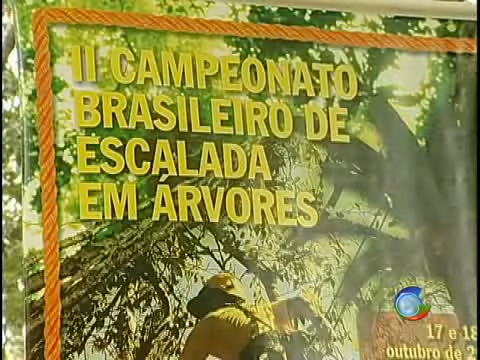 II CAMPEONATO
BRASILEIRO DE
ESCALADA
EM ÁRVORES
17 e 18
outubro de 2